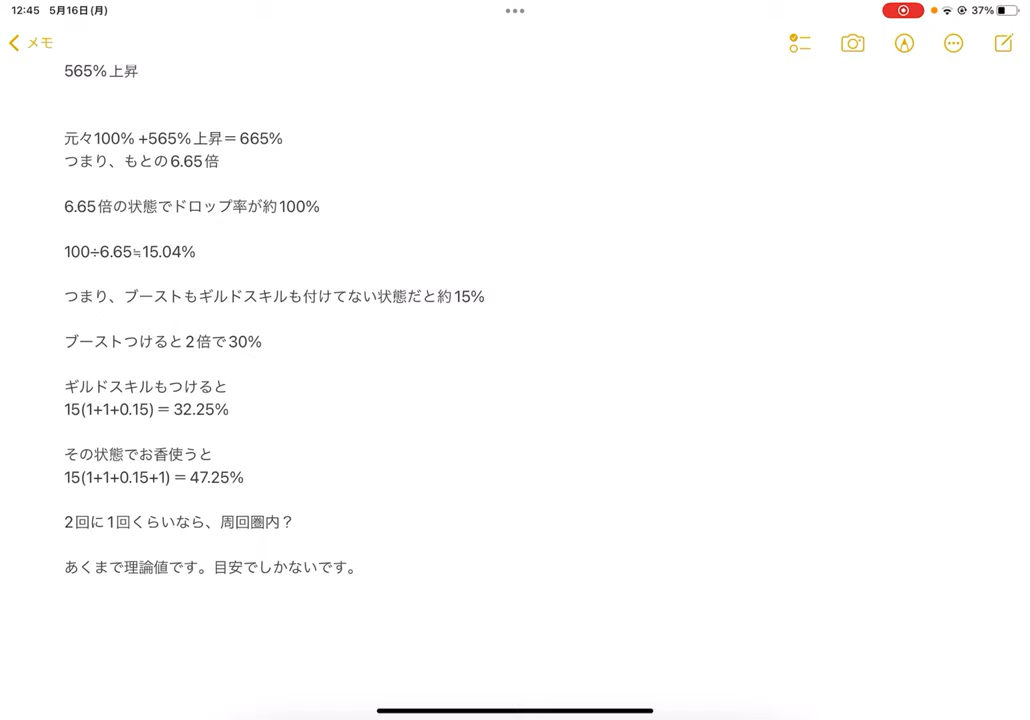 12:45 5月16日(月)
37%
メモ
565%上昇
元々100% +565%上昇＝665%
つまり、もとの6.65倍
6.65倍の状態でドロップ率が約100%
100÷6.65≒15.04%
つまり、ブーストもギルドスキルも付けてない状態だと約15%
ブーストつけると2倍で30%
ギルドスキルもつけると
15(1+1+0.15)＝32.25%
その状態でお香使うと
15(1+1+0.15+1)＝47.25%
2回に1回くらいなら、周回圏内？
あくまで理論値です。目安でしかないです。